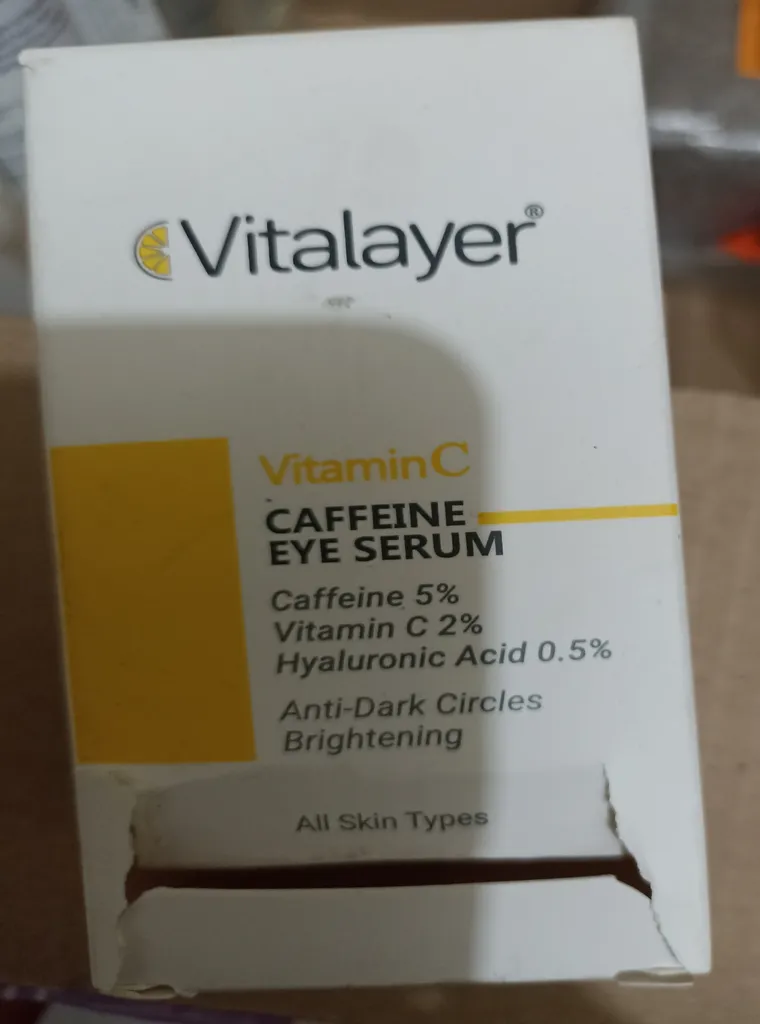 Vitalayer®
Vitamin C
CAFFEINE
EYE SERUM
Caffeine 5%
Vitamin C 2%
Hyaluronic Acid 0.5%
Anti-Dark Circles
Brightening
All Skin Types